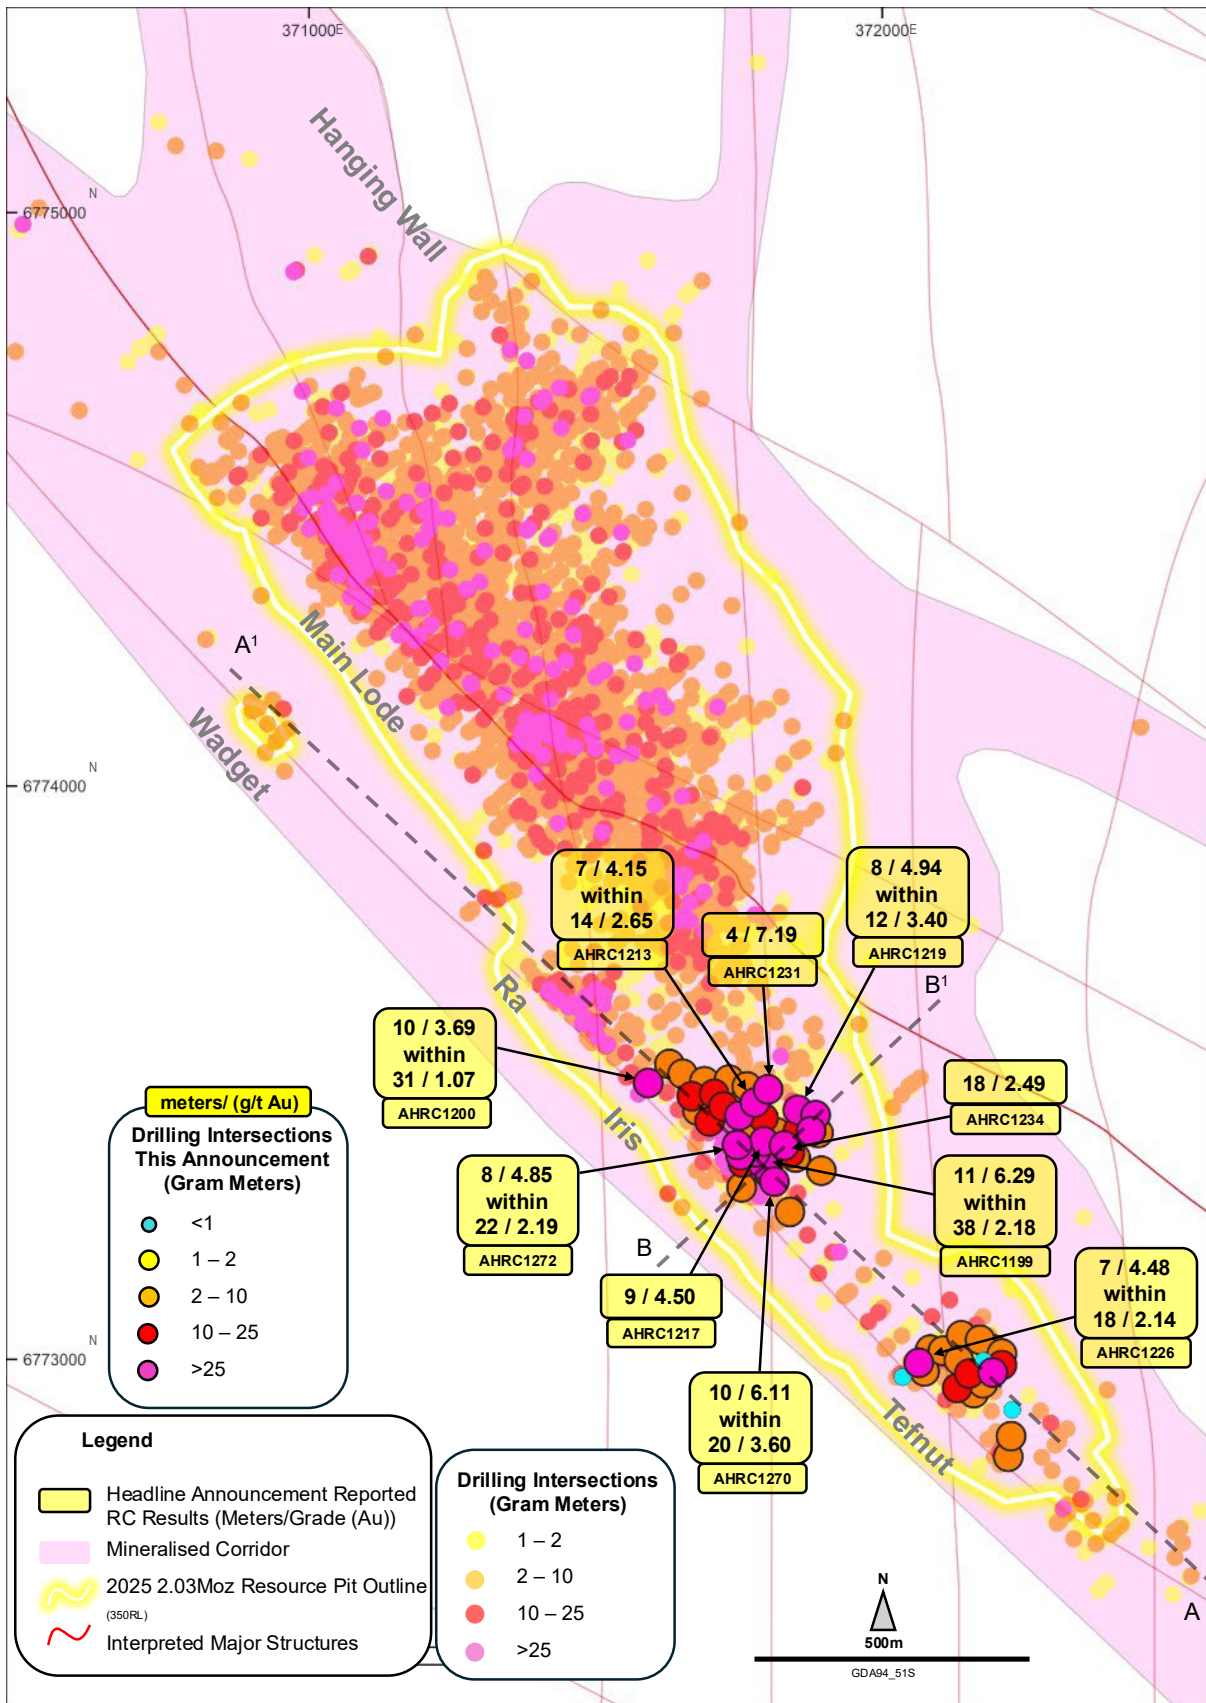 371000E
372000E
Hanging Wall
N
6775000
A1
Main Lode
Wadget
N
6774000
7 / 4.15
within
14 / 2.65
AHRC1213
8 / 4.94
within
12 / 3.40
AHRC1219
4 / 7.19
AHRC1231
B1
Ra
10 / 3.69
within
31 / 1.07
AHRC1200
18 / 2.49
AHRC1234
Iris
meters/ (g/t Au)
Drilling Intersections
This Announcement
(Gram Meters)
<1
1 – 2
2 – 10
10 – 25
>25
8 / 4.85
within
22 / 2.19
AHRC1272
11 / 6.29
within
38 / 2.18
AHRC1199
B
9 / 4.50
AHRC1217
7 / 4.48
within
18 / 2.14
AHRC1226
N
6773000
10 / 6.11
within
20 / 3.60
AHRC1270
Tefnut
Legend
Headline Announcement Reported
RC Results (Meters/Grade (Au))
Mineralised Corridor
2025 2.03Moz Resource Pit Outline
(350RL)
Interpreted Major Structures
Drilling Intersections
(Gram Meters)
1 – 2
2 – 10
10 – 25
>25
N
500m
GDA94_51S
A